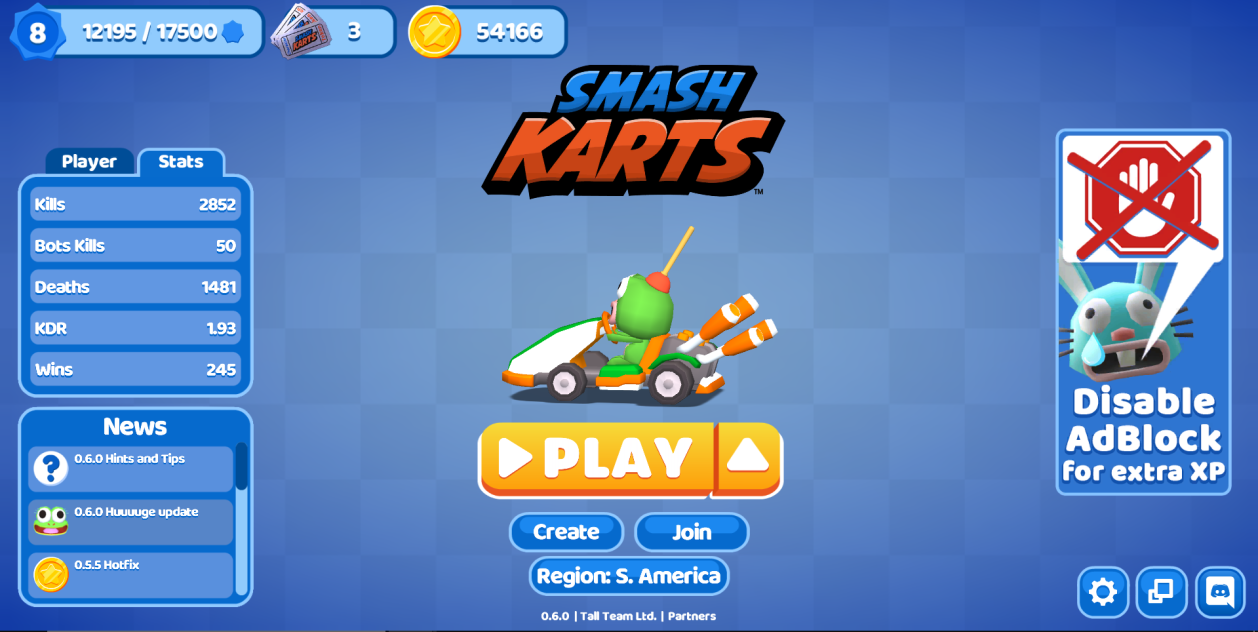 8
12195 / 17500
3
54166
KARTS
SMASH
KARTS
TM
Player
Stats
Kills 2852
Bots Kills 50
Deaths 1481
KDR 1.93
Wins 245
News
? 0.6.0 Hints and Tips
0.6.0 Huuuuge update
0.5.5 Hotfix
PLAY
Create
Join
Region: S. America
0.6.0 | Tall Team Ltd. | Partners
Disable
AdBlock
for extra XP